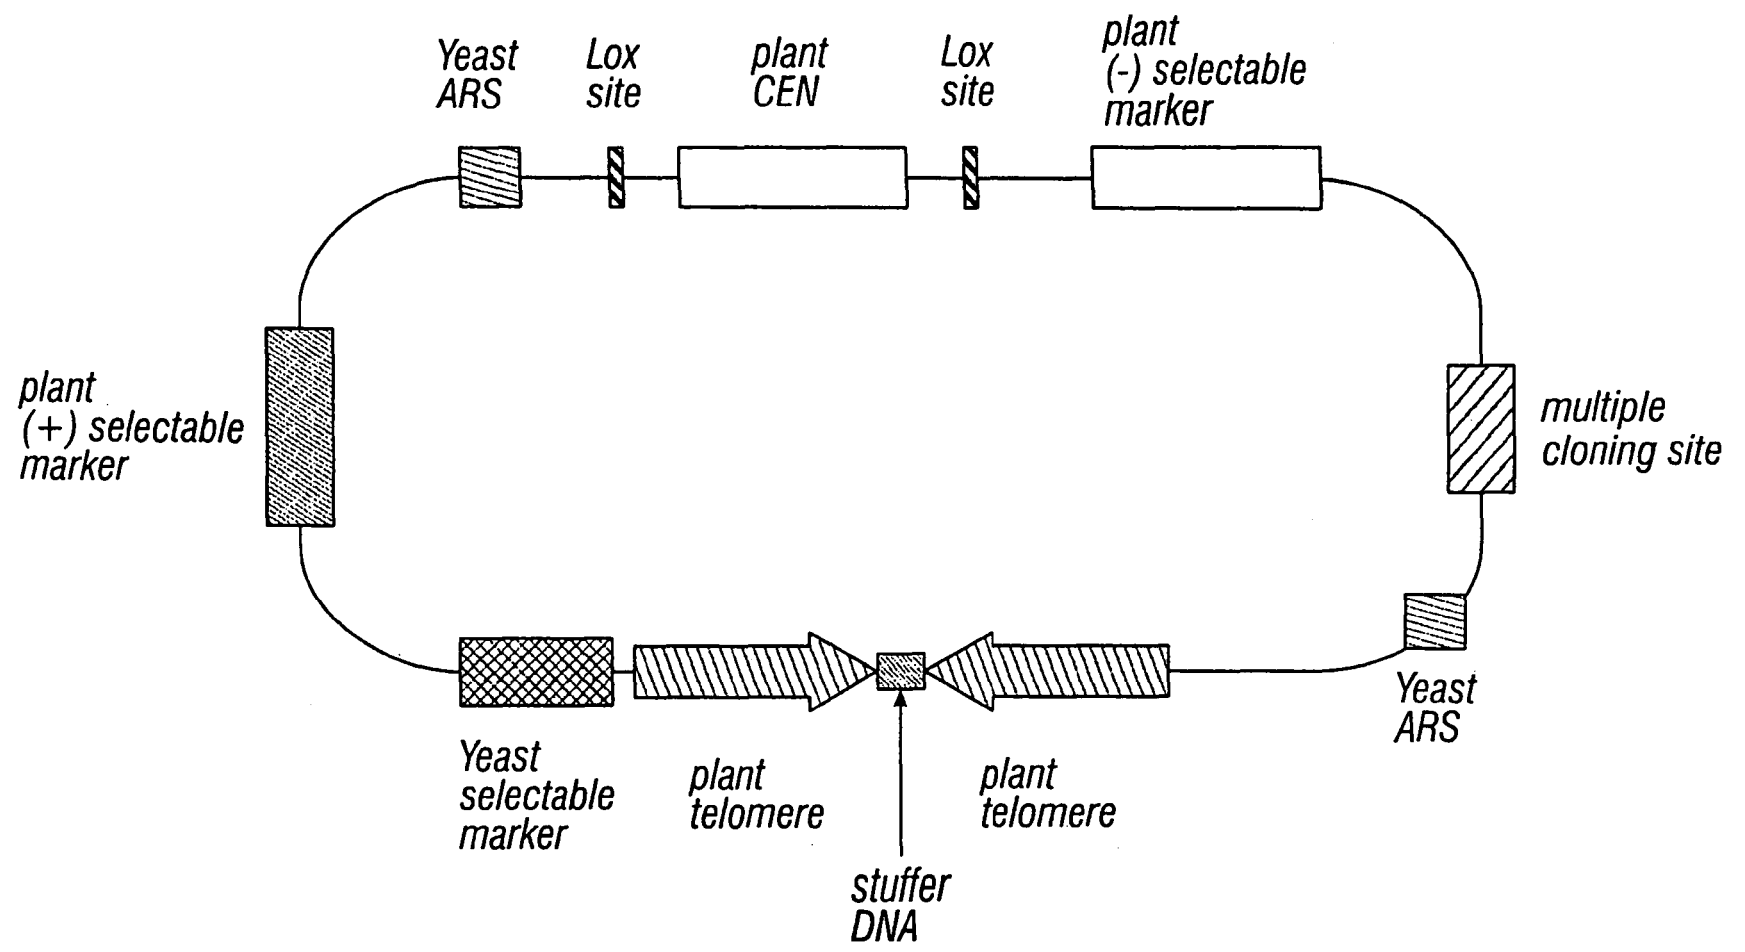 Yeast
ARS
Lox
site
plant
CEN
Lox
site
plant
(-) selectable
marker
plant
(+) selectable
marker
multiple
cloning site
Yeast
ARS
Yeast
selectable
marker
plant
telomere
plant
telomere
stuffer
DNA